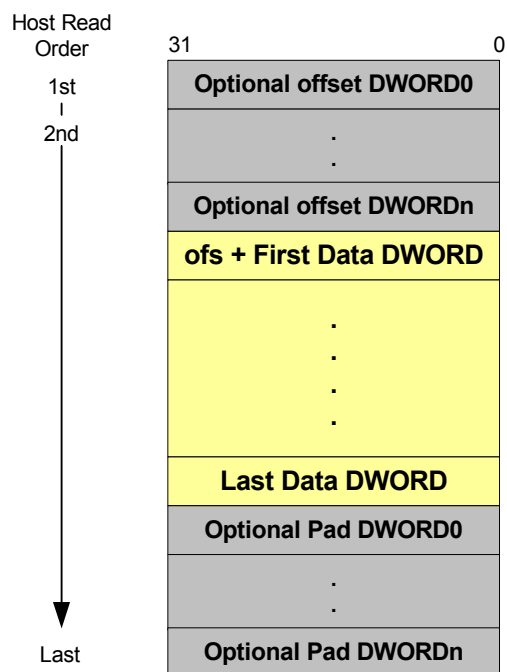 Host Read
Order
31
0
1st
2nd
Optional offset DWORD0
.
.
Optional offset DWORDn
ofs + First Data DWORD
.
.
.
.
Last Data DWORD
Optional Pad DWORD0
.
.
Last
Optional Pad DWORDn